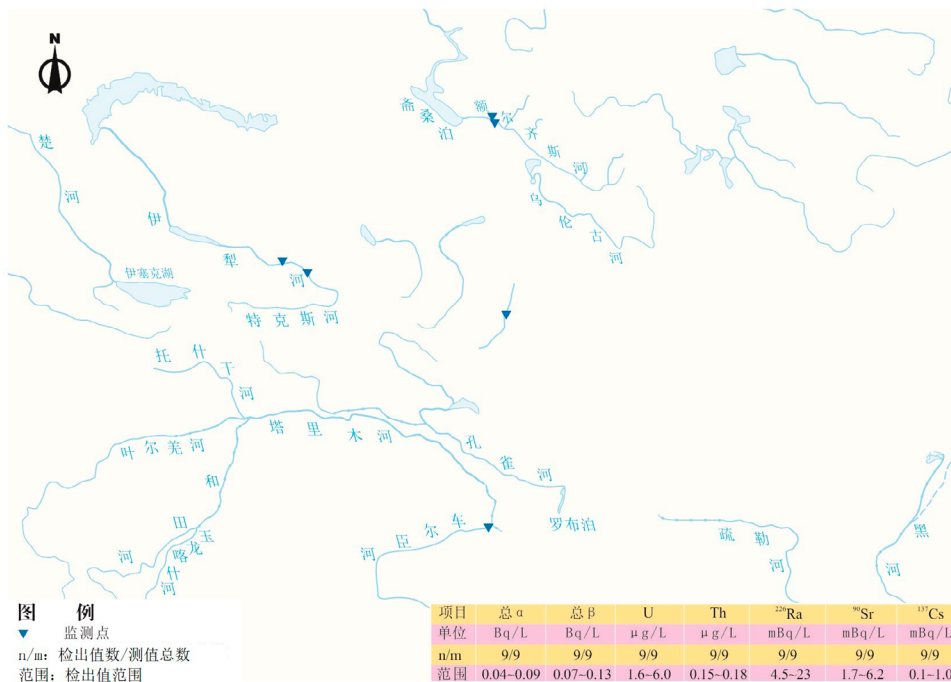 N
斋桑泊
额尔齐斯河
乌伦古河
楚河
伊犁河
伊塞克湖
特克斯河
托什干河
塔里木河
叶尔羌河
孔雀河
和田河
玉龙喀什河
车尔臣河
罗布泊
疏勒河
黑河
图 例
监测点
n/m：检出值数/测值总数
范围：检出值范围
项目 总α 总β U Th ²²⁶Ra ⁹⁰Sr ¹³⁷Cs
单位 Bq/L Bq/L μg/L μg/L mBq/L mBq/L mBq/L
n/m 9/9 9/9 9/9 9/9 9/9 9/9 9/9
范围 0.04~0.09 0.07~0.13 1.6~6.0 0.15~0.18 4.5~23 1.7~6.2 0.1~1.